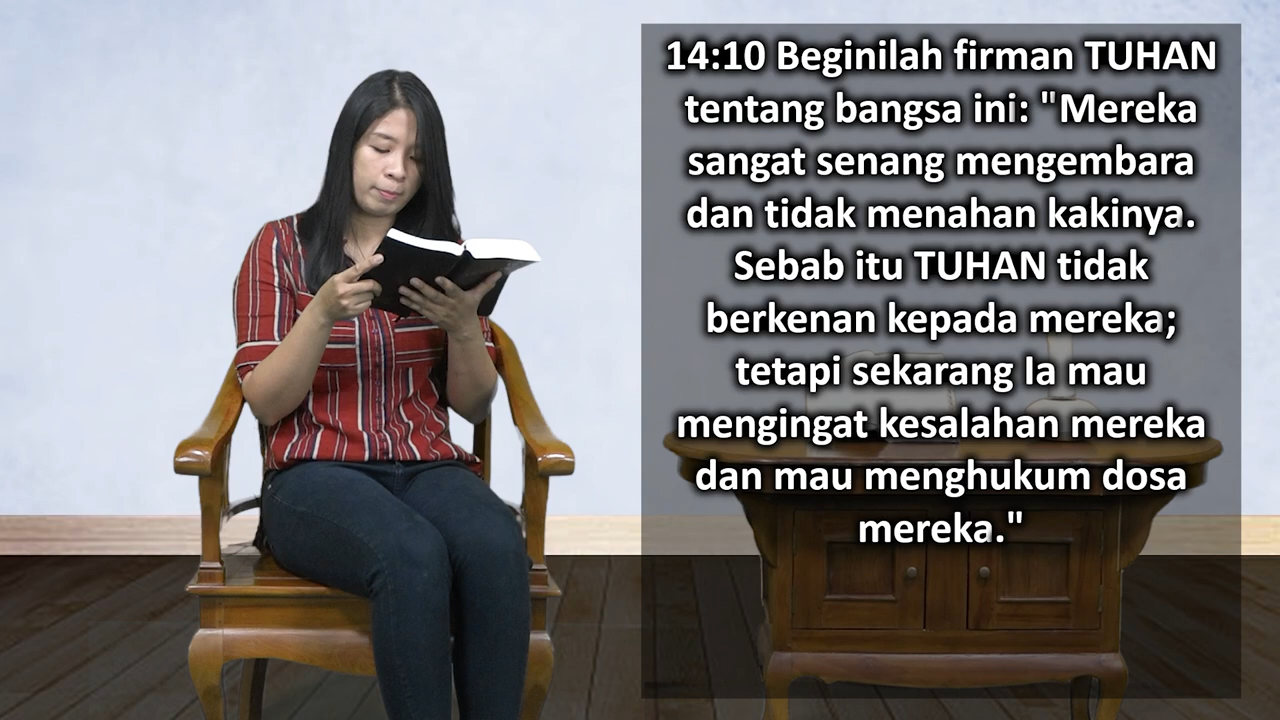 14:10 Beginilah firman TUHAN
tentang bangsa ini: "Mereka
sangat senang mengembara
dan tidak menahan kakinya.
Sebab itu TUHAN tidak
berkenan kepada mereka;
tetapi sekarang Ia mau
mengingat kesalahan mereka
dan mau menghukum dosa
mereka."